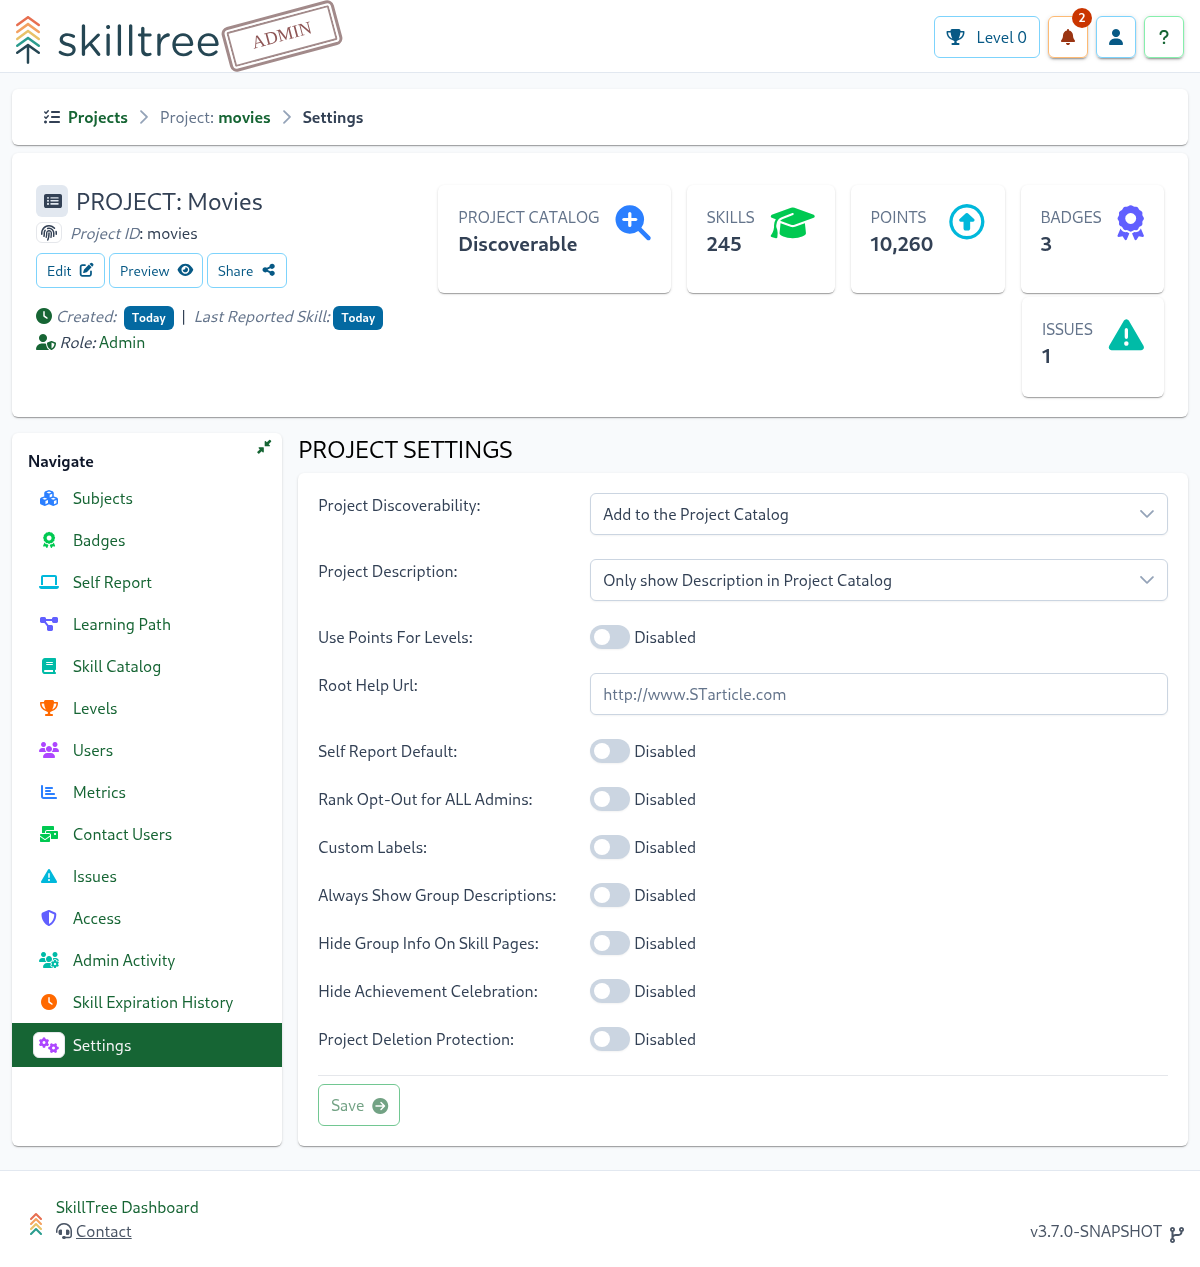 skilltree ADMIN
Level 0
2
?
Projects > Project: movies > Settings
PROJECT: Movies
Project ID: movies
Edit
Preview
Share
Created: Today | Last Reported Skill: Today
Role: Admin
PROJECT CATALOG
Discoverable
SKILLS
245
POINTS
10,260
BADGES
3
ISSUES
1
Navigate
Subjects
Badges
Self Report
Learning Path
Skill Catalog
Levels
Users
Metrics
Contact Users
Issues
Access
Admin Activity
Skill Expiration History
Settings
PROJECT SETTINGS
Project Discoverability: Add to the Project Catalog
Project Description: Only show Description in Project Catalog
Use Points For Levels: Disabled
Root Help Url: http://www.STarticle.com
Self Report Default: Disabled
Rank Opt-Out for ALL Admins: Disabled
Custom Labels: Disabled
Always Show Group Descriptions: Disabled
Hide Group Info On Skill Pages: Disabled
Hide Achievement Celebration: Disabled
Project Deletion Protection: Disabled
Save
SkillTree Dashboard
Contact
v3.7.0-SNAPSHOT